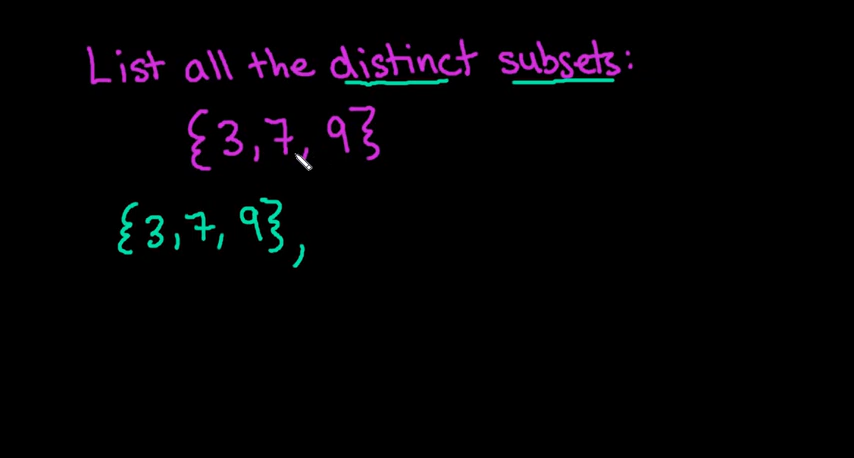 List all the distinct subsets:
{3, 7, 9}
{3, 7, 9},